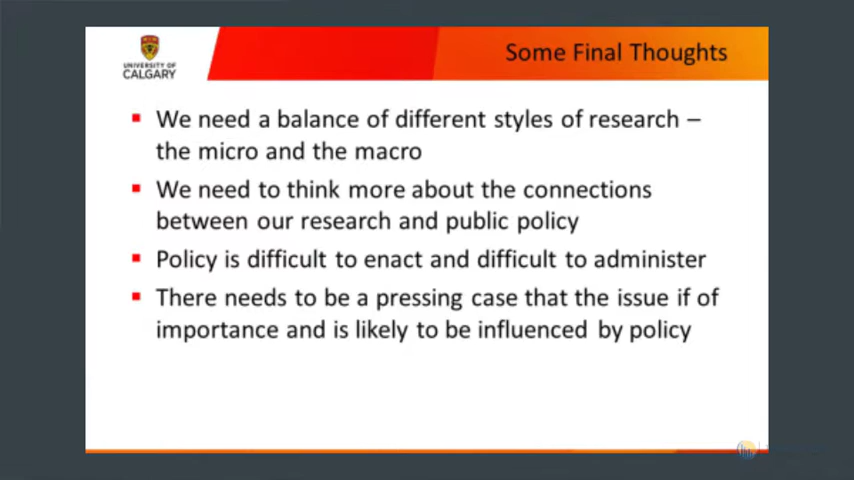 UNIVERSITY OF
CALGARY
Some Final Thoughts
We need a balance of different styles of research –
the micro and the macro
We need to think more about the connections
between our research and public policy
Policy is difficult to enact and difficult to administer
There needs to be a pressing case that the issue if of
importance and is likely to be influenced by policy